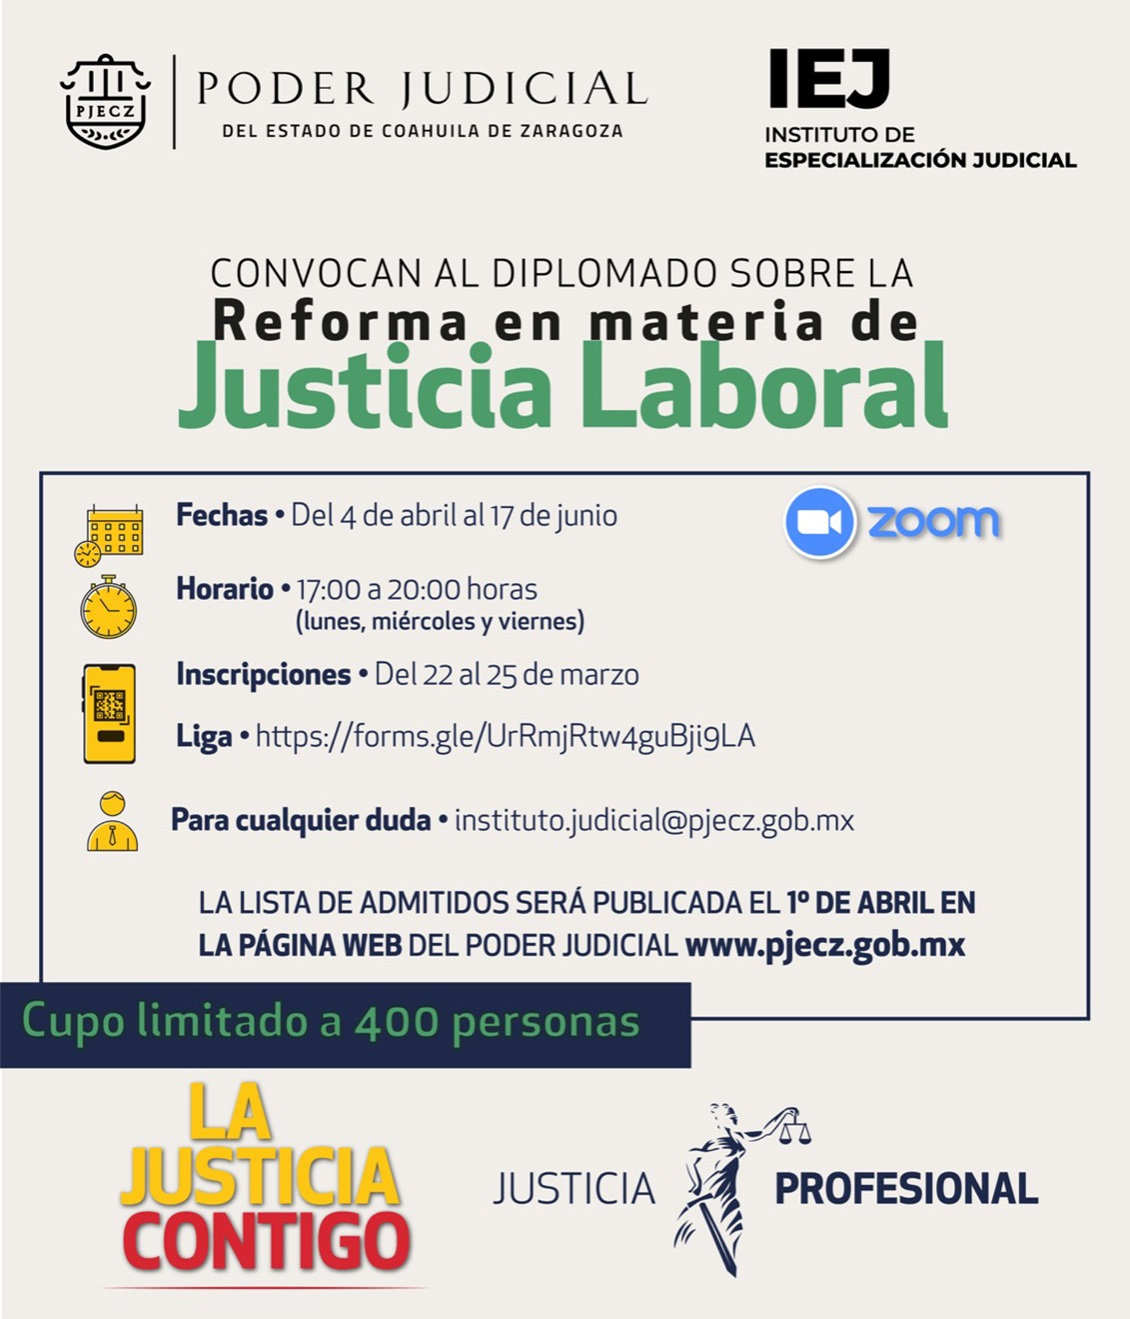 PJECZ
PODER JUDICIAL
DEL ESTADO DE COAHUILA DE ZARAGOZA
IEJ
INSTITUTO DE
ESPECIALIZACIÓN JUDICIAL
CONVOCAN AL DIPLOMADO SOBRE LA
Reforma en materia de
Justicia Laboral
Fechas • Del 4 de abril al 17 de junio
zoom
Horario • 17:00 a 20:00 horas
(lunes, miércoles y viernes)
Inscripciones • Del 22 al 25 de marzo
Liga • https://forms.gle/UrRmjRtw4guBji9LA
Para cualquier duda • instituto.judicial@pjecz.gob.mx
LA LISTA DE ADMITIDOS SERÁ PUBLICADA EL 1º DE ABRIL EN
LA PÁGINA WEB DEL PODER JUDICIAL www.pjecz.gob.mx
Cupo limitado a 400 personas
LA
JUSTICIA
CONTIGO
JUSTICIA PROFESIONAL